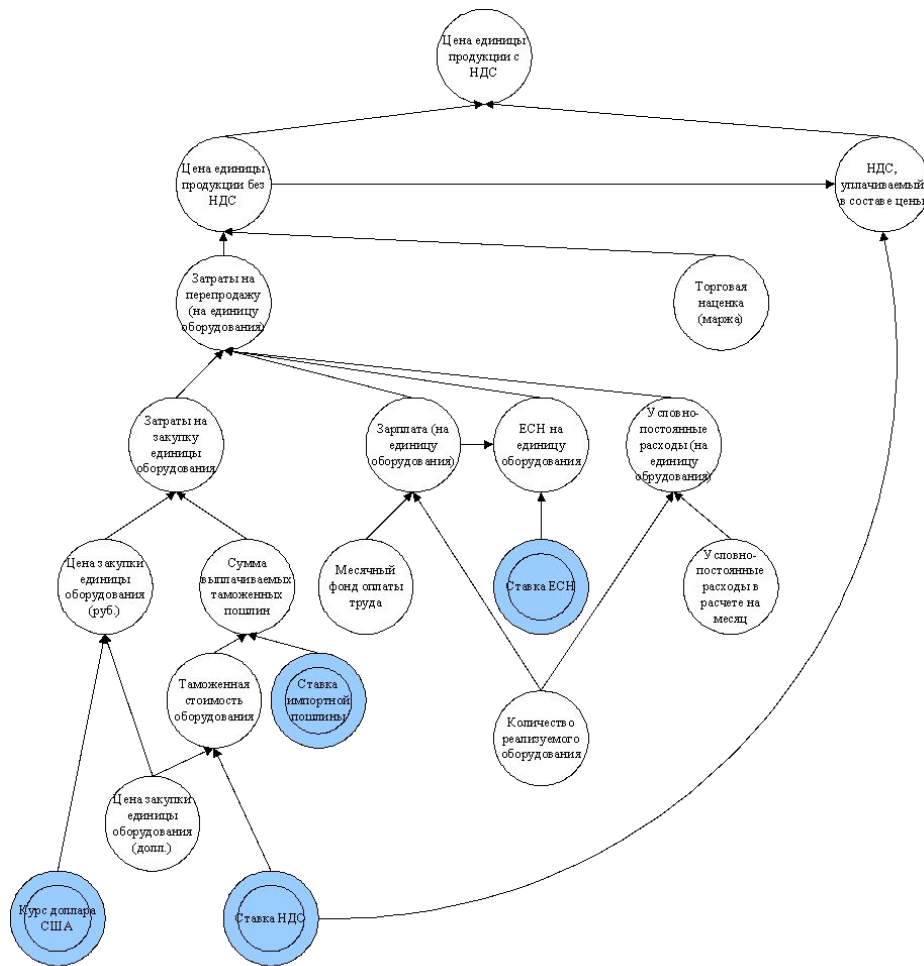 Цена единицы
продукции с
НДС
Цена единицы
продукции без
НДС
НДС,
уплачиваемый
в составе цены
Затраты на
перепродажу
(на единицу
оборудования)
Торговая
наценка
(маржа)
Затраты на
закупку
единицы
оборудования
Зарплата (на
единицу
оборудования)
ЕСН на
единицу
оборудования
Условно-
постоянные
расходы (на
единицу
обрудования)
Цена закупки
единицы
оборудования
(руб.)
Сумма
выплачиваемых
таможенных
пошлин
Месячный
фонд оплаты
труда
Ставка ЕСН
Условно-
постоянные
расходы в
расчете на
месяц
Таможенная
стоимость
оборудования
Ставка
импортной
пошлины
Количество
реализуемого
оборудования
Цена закупки
единицы
оборудования
(долл.)
Курс доллара
США
Ставка НДС